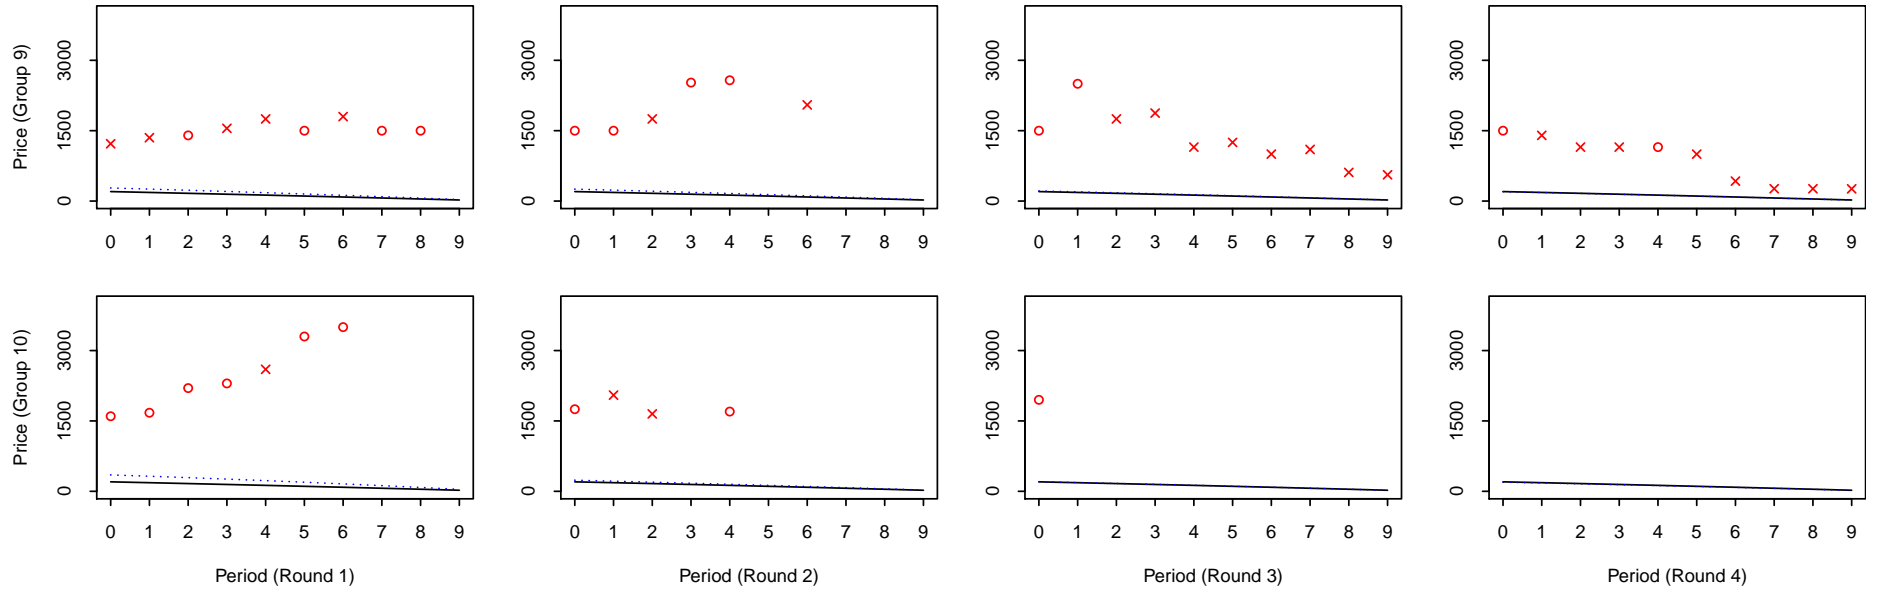 Price (Group 9)
3000
1500
0
0 1 2 3 4 5 6 7 8 9
3000
1500
0
0 1 2 3 4 5 6 7 8 9
3000
1500
0
0 1 2 3 4 5 6 7 8 9
3000
1500
0
0 1 2 3 4 5 6 7 8 9
Price (Group 10)
3000
1500
0
0 1 2 3 4 5 6 7 8 9
Period (Round 1)
3000
1500
0
0 1 2 3 4 5 6 7 8 9
Period (Round 2)
3000
1500
0
0 1 2 3 4 5 6 7 8 9
Period (Round 3)
3000
1500
0
0 1 2 3 4 5 6 7 8 9
Period (Round 4)